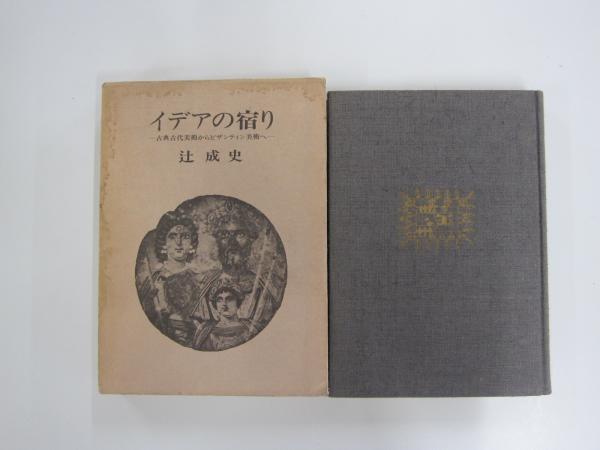 イデアの宿り
—古典古代美術からビザンティン美術へ—
辻 成史